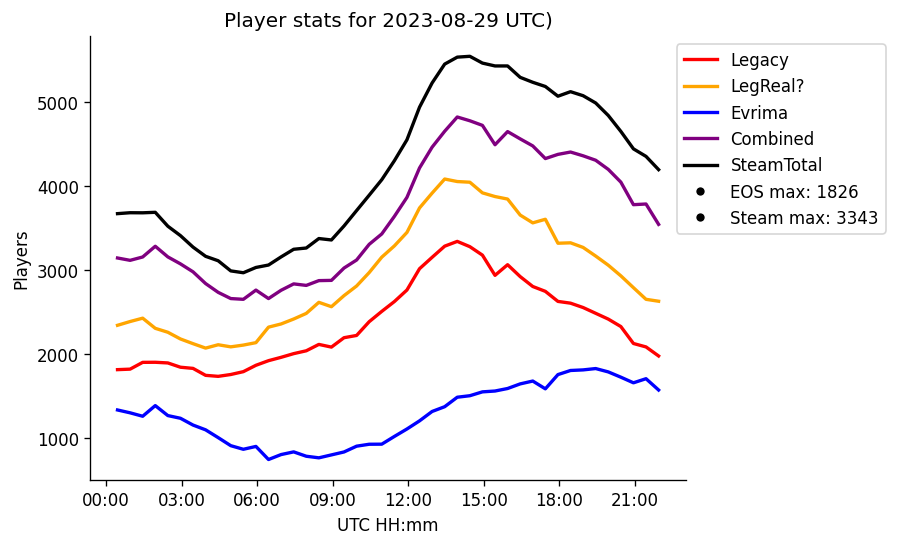 Player stats for 2023-08-29 UTC)
Legacy
LegReal?
Evrima
Combined
SteamTotal
EOS max: 1826
Steam max: 3343
5000
4000
3000
2000
1000
Players
00:00 03:00 06:00 09:00 12:00 15:00 18:00 21:00
UTC HH:mm